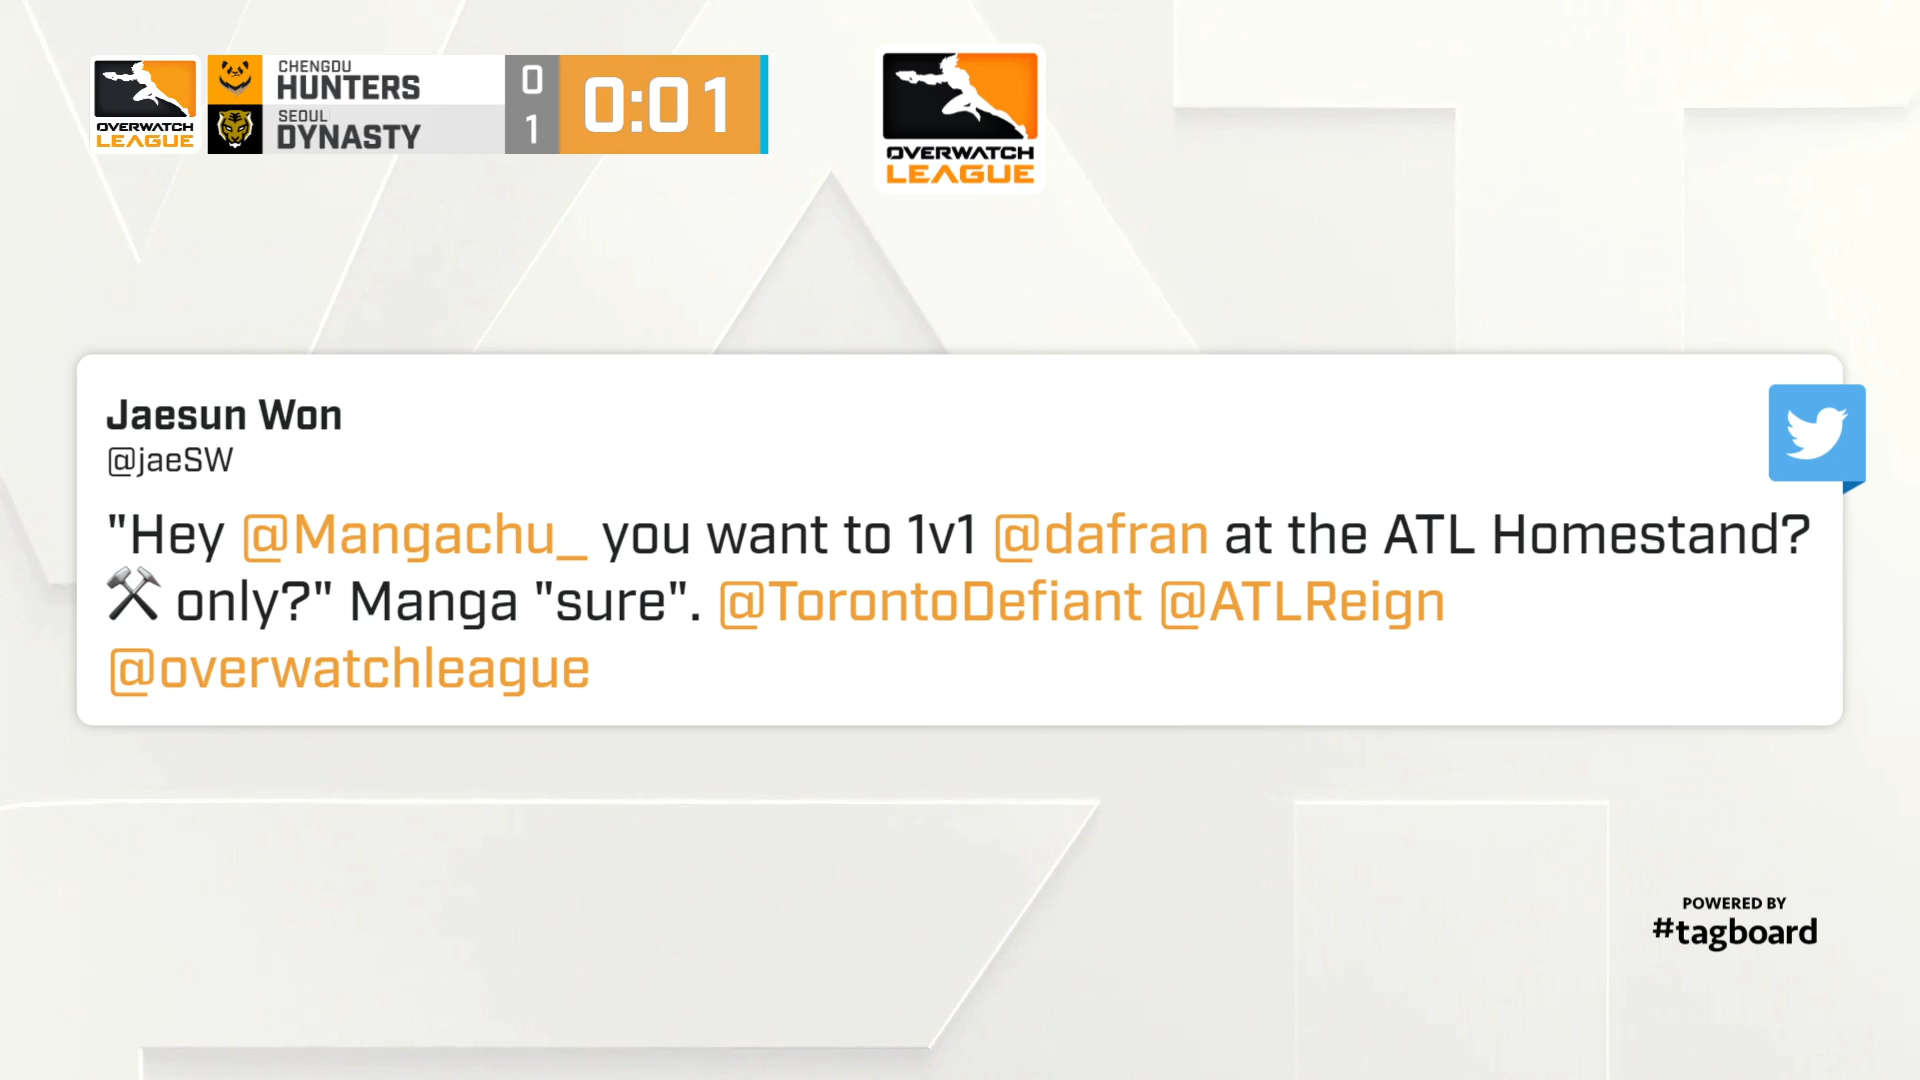 OVERWATCH
LEAGUE
CHENGDU
HUNTERS
0
SEOUL
DYNASTY
1
0:01
OVERWATCH
LEAGUE
Jaesun Won
@jaeSW
"Hey @Mangachu_ you want to 1v1 @dafran at the ATL Homestand?
⚒ only?" Manga "sure". @TorontoDefiant @ATLReign
@overwatchleague
POWERED BY
#tagboard